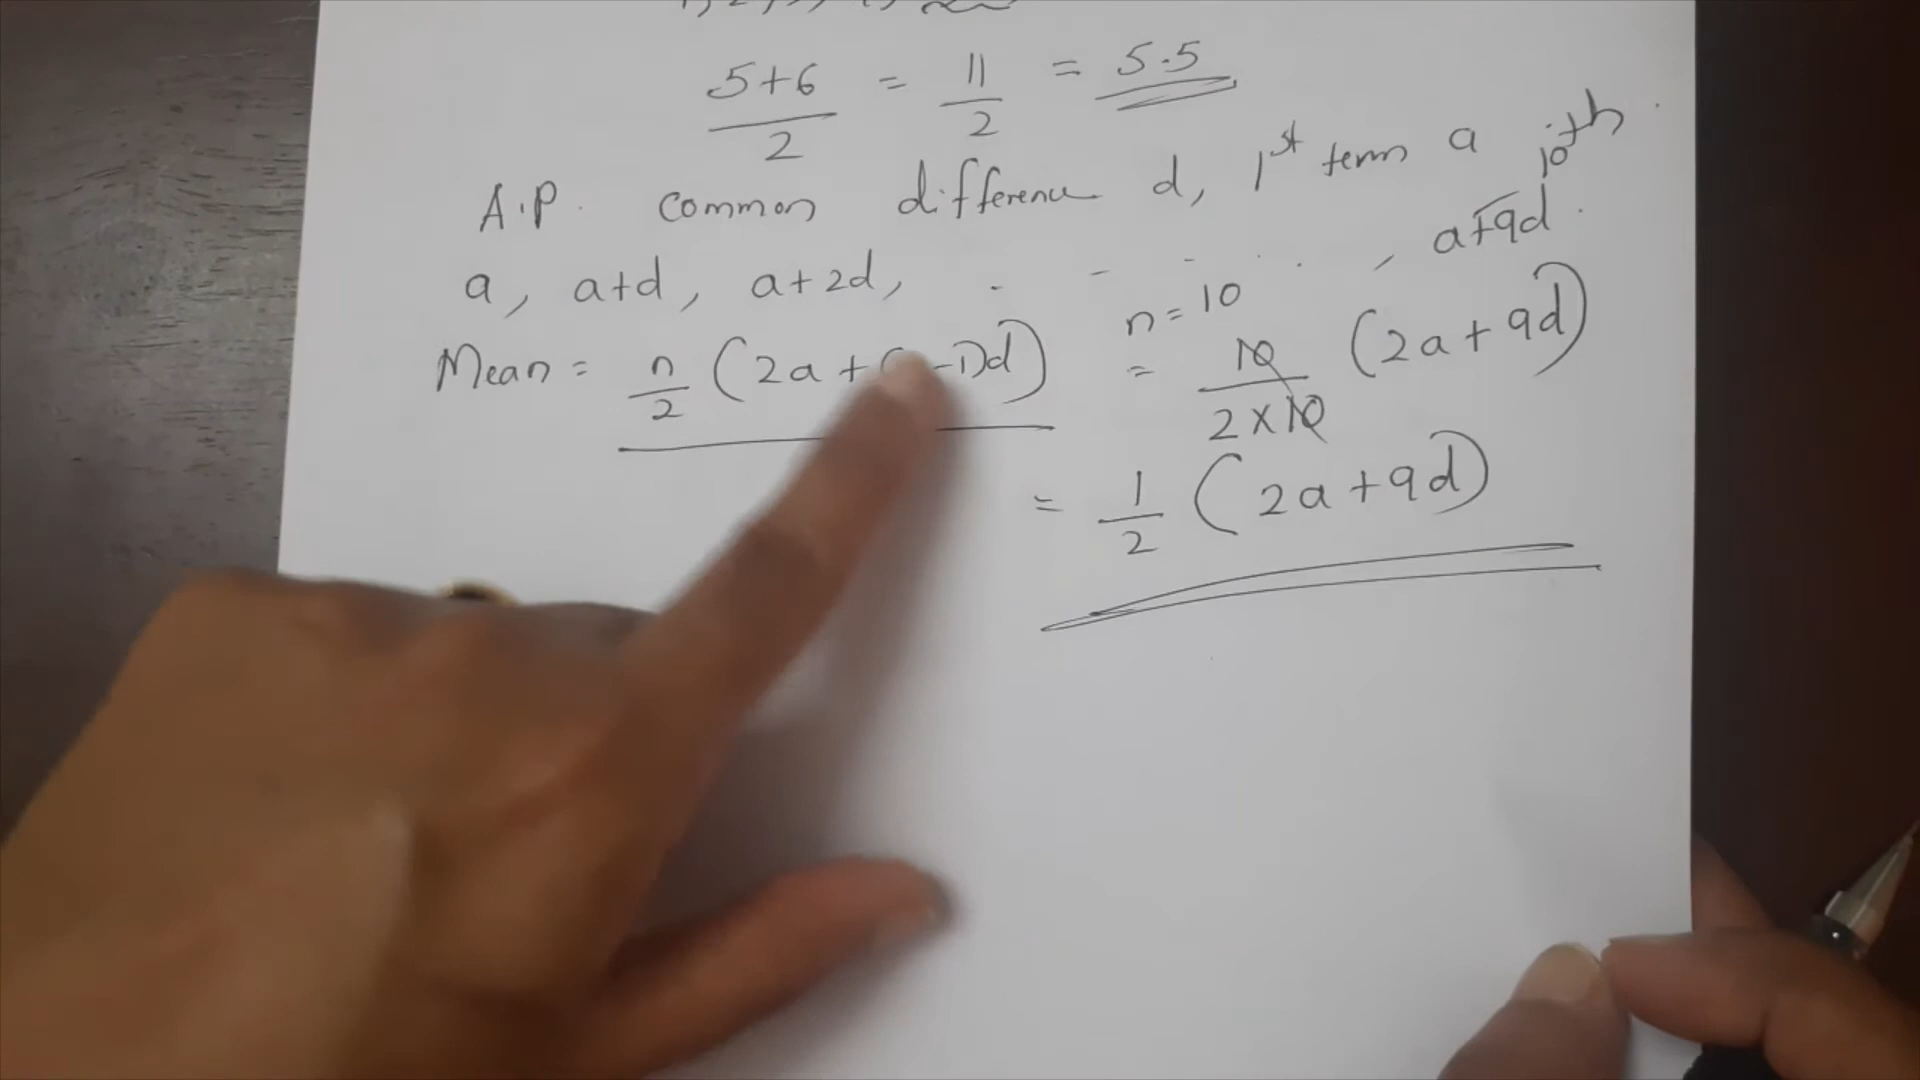 5+6/2 = 11/2 = 5.5
A.P. common difference d, 1st term a 10th.
a, a+d, a+2d, . - - . . . , a+9d.
n=10
Mean = n/2 (2a+( -1)d) = 10/2×10 (2a+9d)
= 1/2 (2a+9d)